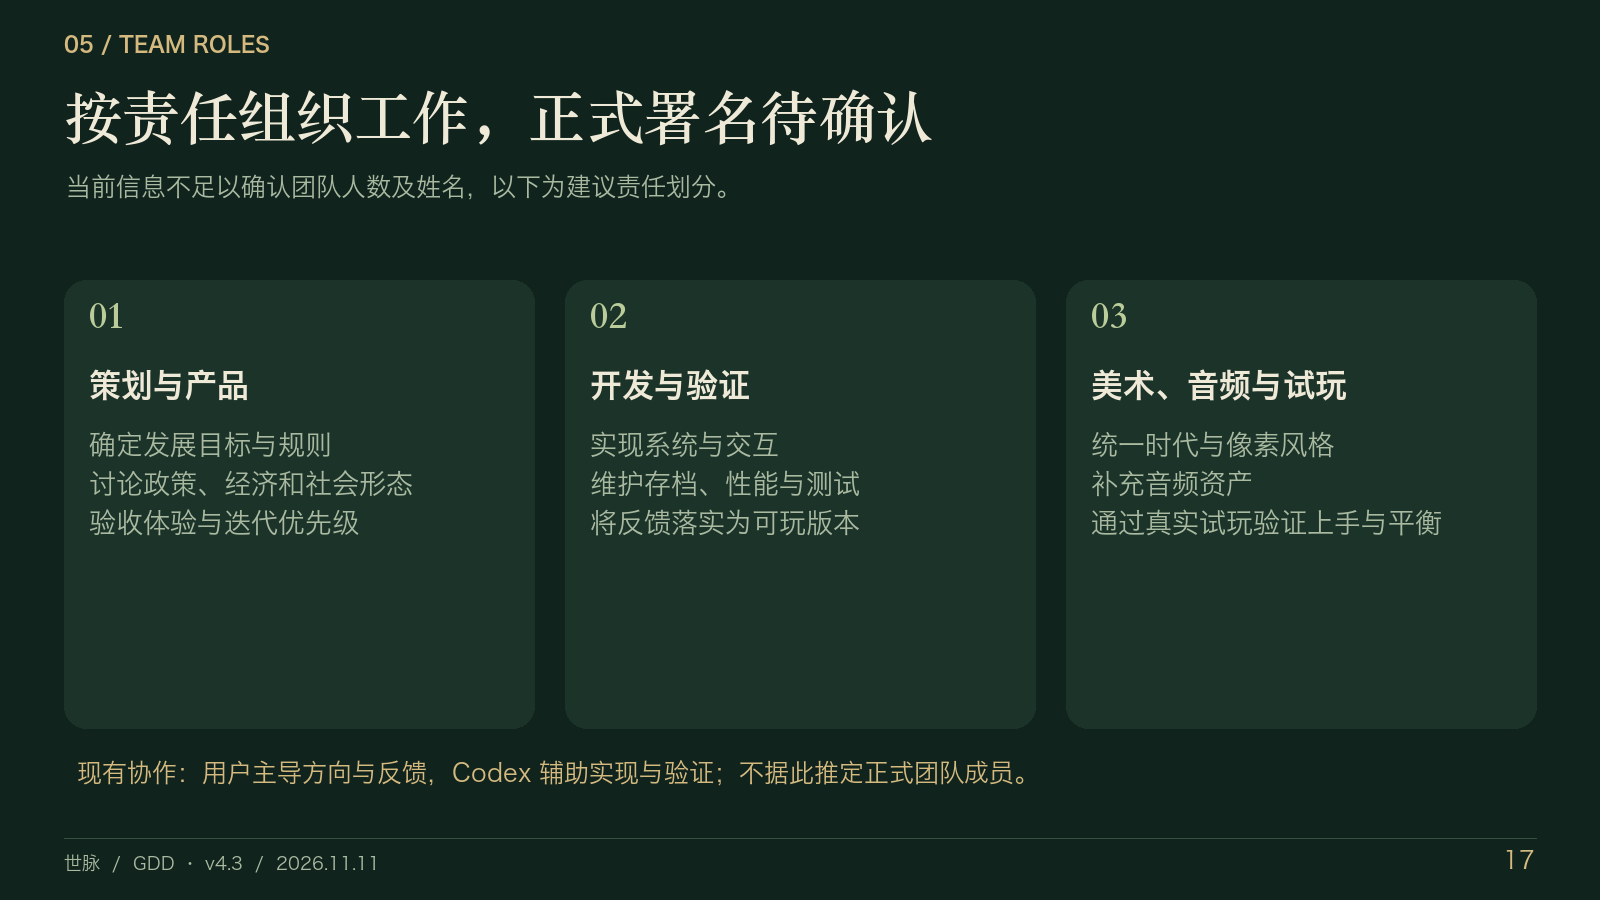 05 / TEAM ROLES
按责任组织工作，正式署名待确认
当前信息不足以确认团队人数及姓名，以下为建议责任划分。
01
策划与产品
确定发展目标与规则
讨论政策、经济和社会形态
验收体验与迭代优先级
02
开发与验证
实现系统与交互
维护存档、性能与测试
将反馈落实为可玩版本
03
美术、音频与试玩
统一时代与像素风格
补充音频资产
通过真实试玩验证上手与平衡
现有协作：用户主导方向与反馈，Codex 辅助实现与验证；不据此推定正式团队成员。
世脉 / GDD · v4.3 / 2026.11.11
17